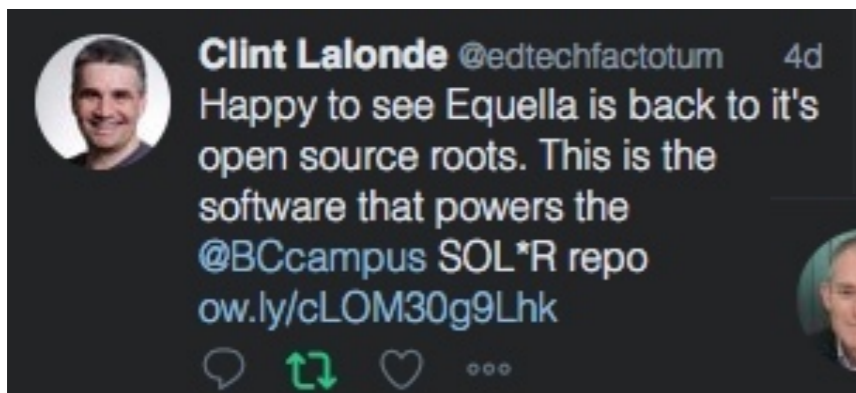 Clint Lalonde @edtechfactotum 4d
Happy to see Equella is back to it's
open source roots. This is the
software that powers the
@BCcampus SOL*R repo
ow.ly/cLOM30g9Lhk